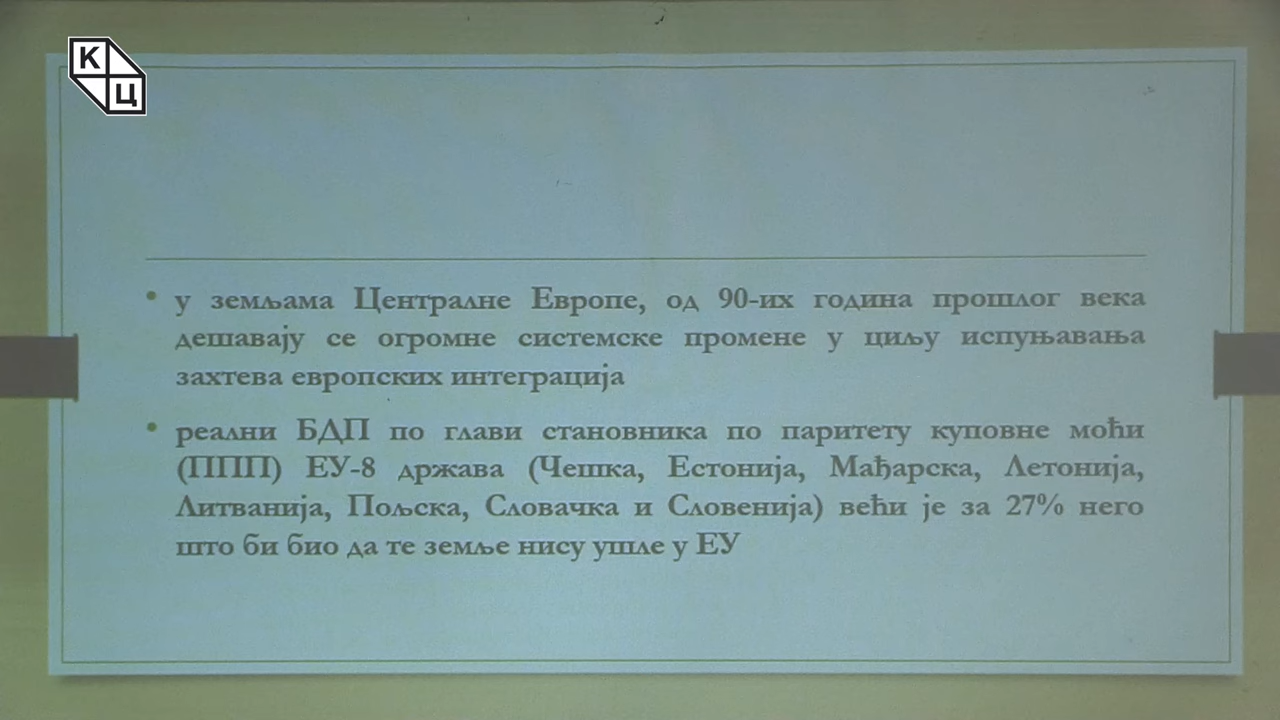 К
Ц
• у земљама Централне Европе, од 90-их година прошлог века
дешавају се огромне системске промене у циљу испуњавања
захтева европских интеграција
• реални БДП по глави становника по паритету куповне моћи
(ППП) ЕУ-8 држава (Чешка, Естонија, Мађарска, Летонија,
Литванија, Пољска, Словачка и Словенија) већи је за 27% него
што би био да те земље нису ушле у ЕУ